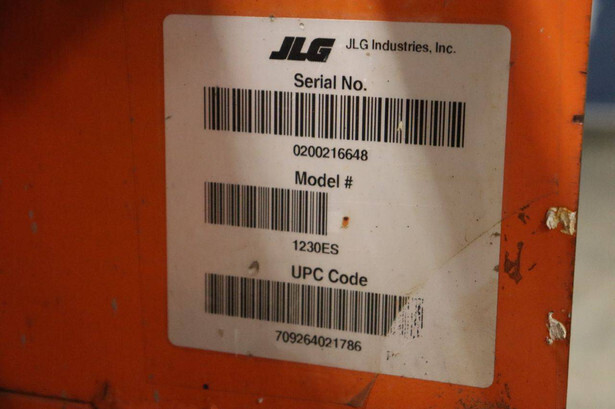 JLG JLG Industries, Inc.
Serial No.
0200216648
Model #
1230ES
UPC Code
709264021786